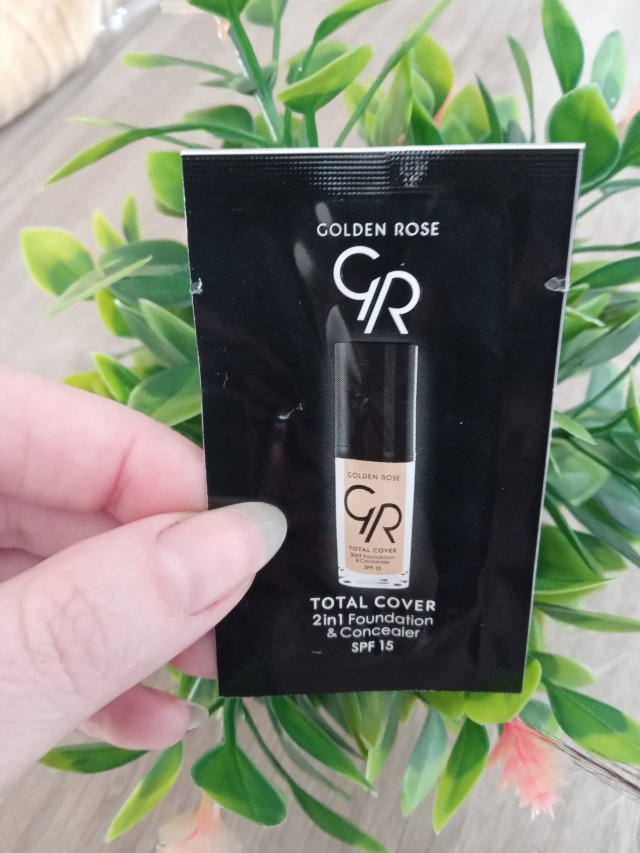 GOLDEN ROSE
GR
GOLDEN ROSE
GR
TOTAL COVER
2in1 Foundation
& Concealer
SPF 15
TOTAL COVER
2in1 Foundation
& Concealer
SPF 15